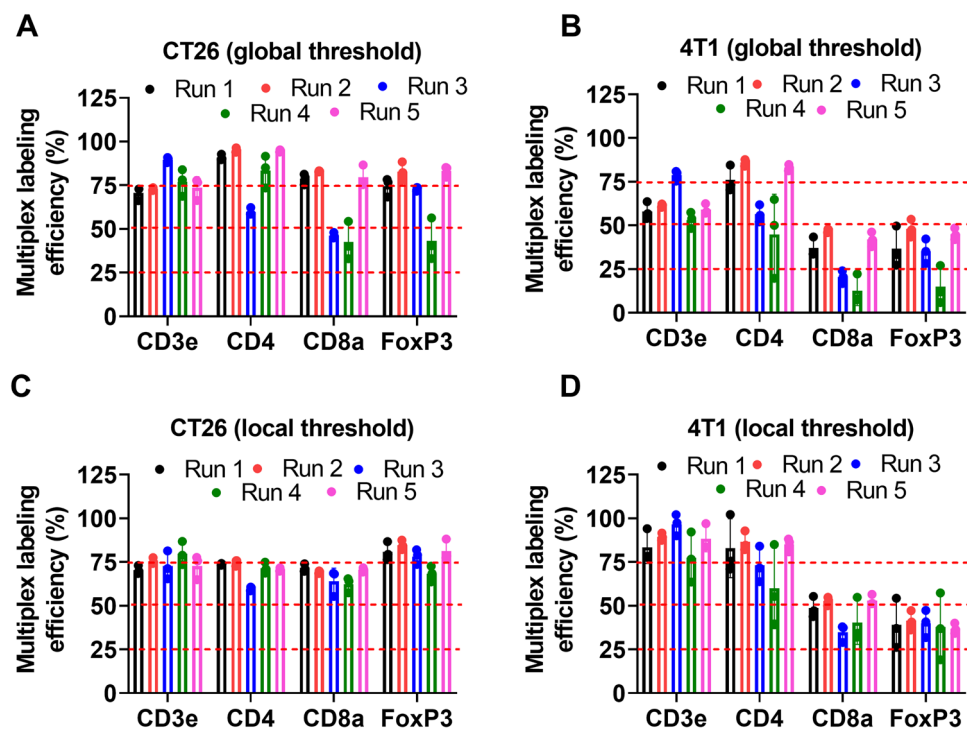 A
CT26 (global threshold)
Run 1 Run 2 Run 3
Run 4 Run 5
Multiplex labeling
efficiency (%)
125
100
75
50
25
0
CD3e CD4 CD8a FoxP3
B
4T1 (global threshold)
Run 1 Run 2 Run 3
Run 4 Run 5
Multiplex labeling
efficiency (%)
125
100
75
50
25
0
CD3e CD4 CD8a FoxP3
C
CT26 (local threshold)
Run 1 Run 2 Run 3
Run 4 Run 5
Multiplex labeling
efficiency (%)
125
100
75
50
25
0
CD3e CD4 CD8a FoxP3
D
4T1 (local threshold)
Run 1 Run 2 Run 3
Run 4 Run 5
Multiplex labeling
efficiency (%)
125
100
75
50
25
0
CD3e CD4 CD8a FoxP3